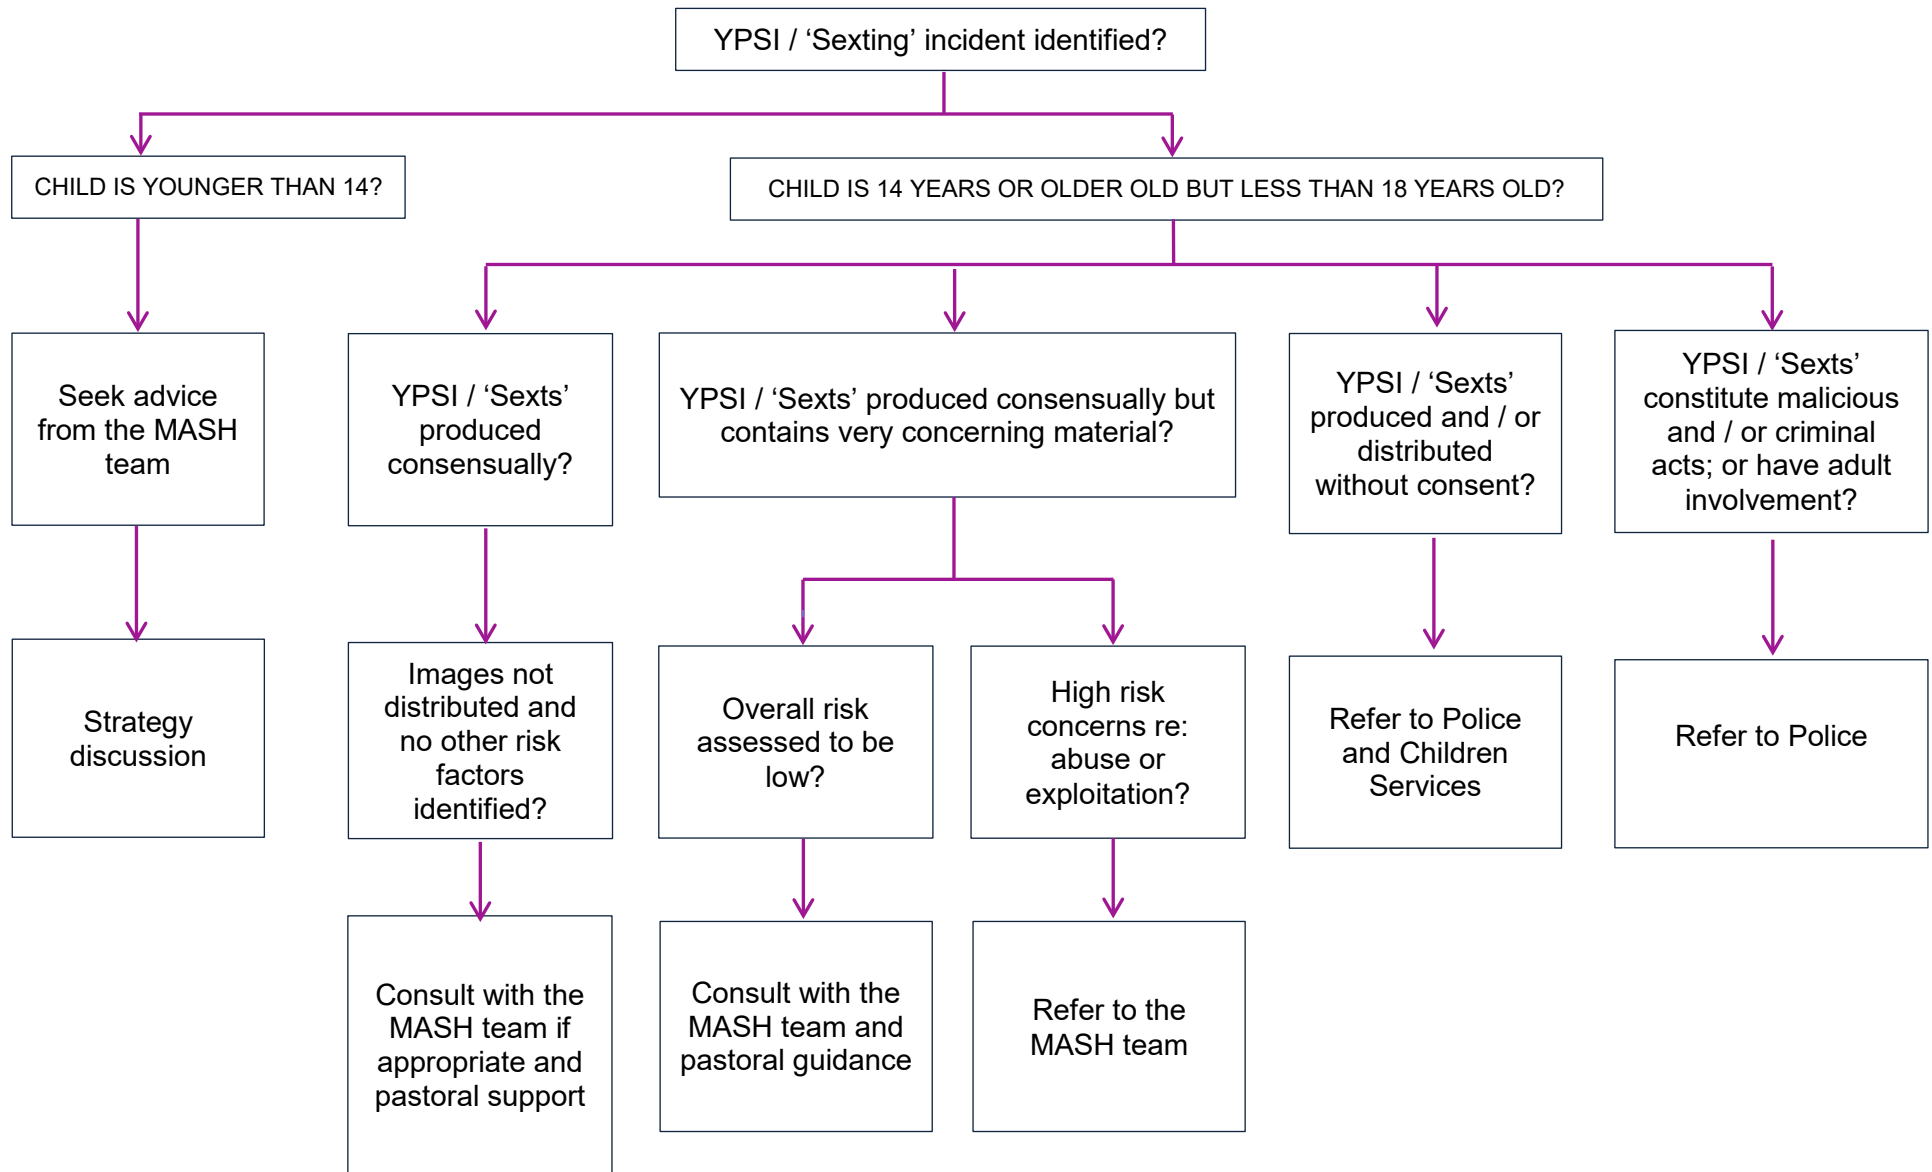 YPSI / ‘Sexting’ incident identified?
CHILD IS YOUNGER THAN 14?
CHILD IS 14 YEARS OR OLDER OLD BUT LESS THAN 18 YEARS OLD?
Seek advice
from the MASH
team
YPSI / ‘Sexts’
produced
consensually?
YPSI / ‘Sexts’ produced consensually but
contains very concerning material?
YPSI / ‘Sexts’
produced and / or
distributed
without consent?
YPSI / ‘Sexts’
constitute malicious
and / or criminal
acts; or have adult
involvement?
Strategy
discussion
Images not
distributed and
no other risk
factors
identified?
Overall risk
assessed to be
low?
High risk
concerns re:
abuse or
exploitation?
Refer to Police
and Children
Services
Refer to Police
Consult with the
MASH team if
appropriate and
pastoral support
Consult with the
MASH team and
pastoral guidance
Refer to the
MASH team